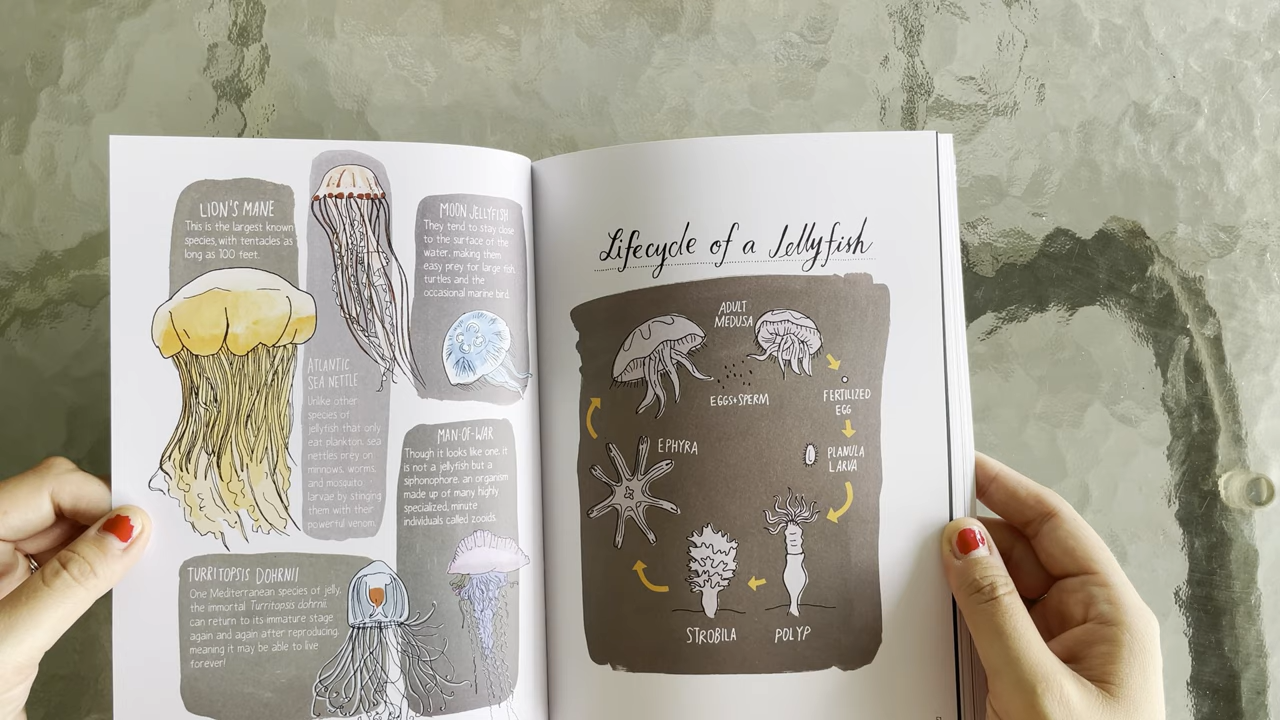 LION'S MANE
This is the largest known
species, with tentacles as
long as 100 feet.
ATLANTIC
SEA NETTLE
Unlike other
species of
jellyfish that only
eat plankton, sea
nettles prey on
minnows, worms,
and mosquito
larvae by stinging
them with their
powerful venom.
MOON JELLYFISH
They tend to stay close
to the surface of the
water, making them
easy prey for large fish,
turtles and the
occasional marine bird.
MAN-OF-WAR
Though it looks like one, it
is not a jellyfish but a
siphonophore, an organism
made up of many highly
specialized, minute
individuals called zooids.
TURRITOPSIS DOHRNII
One Mediterranean species of jelly,
the immortal Turritopsis dohrnii,
can return to its immature stage
again and again after reproducing,
meaning it may be able to live
forever!
Lifecycle of a Jellyfish
ADULT
MEDUSA
EGGS+SPERM
FERTILIZED
EGG
PLANULA
LARVA
POLYP
STROBILA
EPHYRA